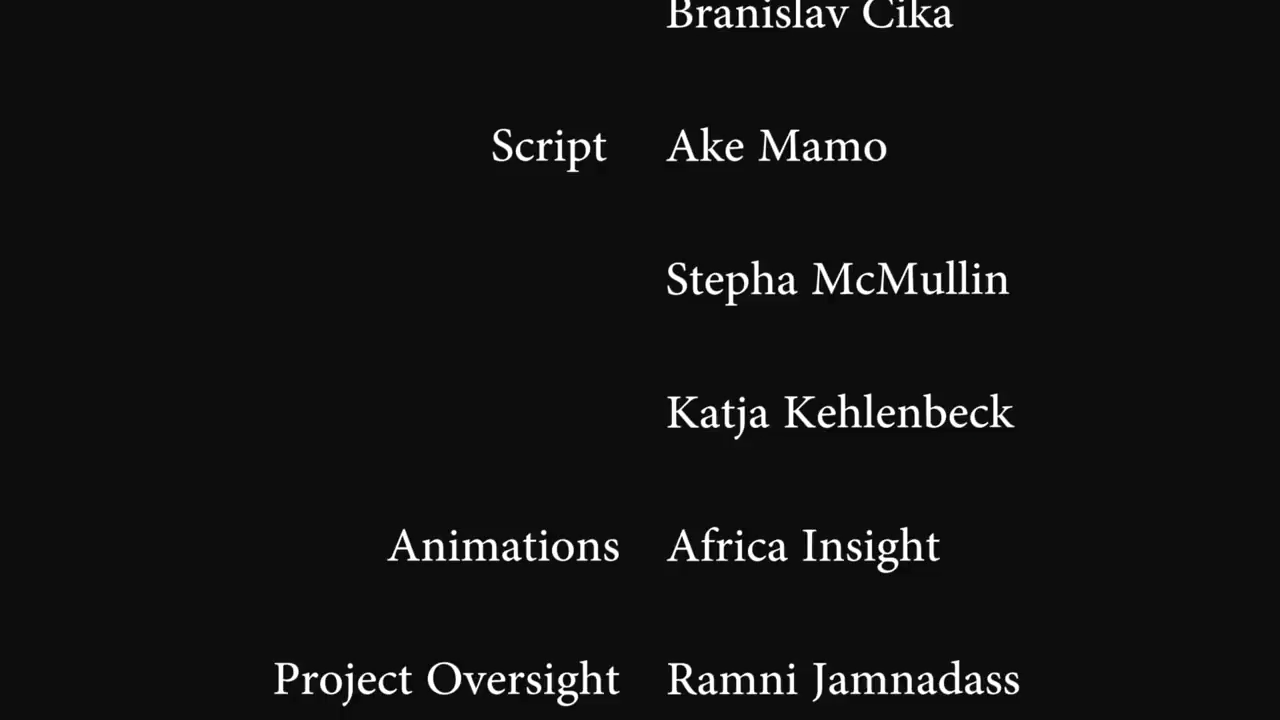 Branislav Cika
Script Ake Mamo
Stepha McMullin
Katja Kehlenbeck
Animations Africa Insight
Project Oversight Ramni Jamnadass